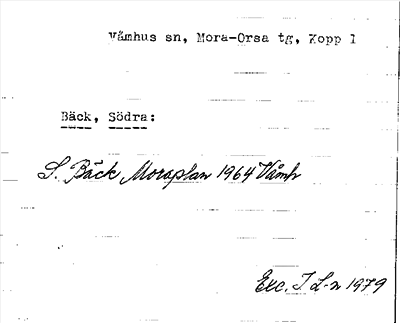 Våmhus sn, Mora-Orsa tg, Kopp 1
Bäck, Södra:
S. Bäck Moraplan 1964 Våmh
Exc. I L-n 1979